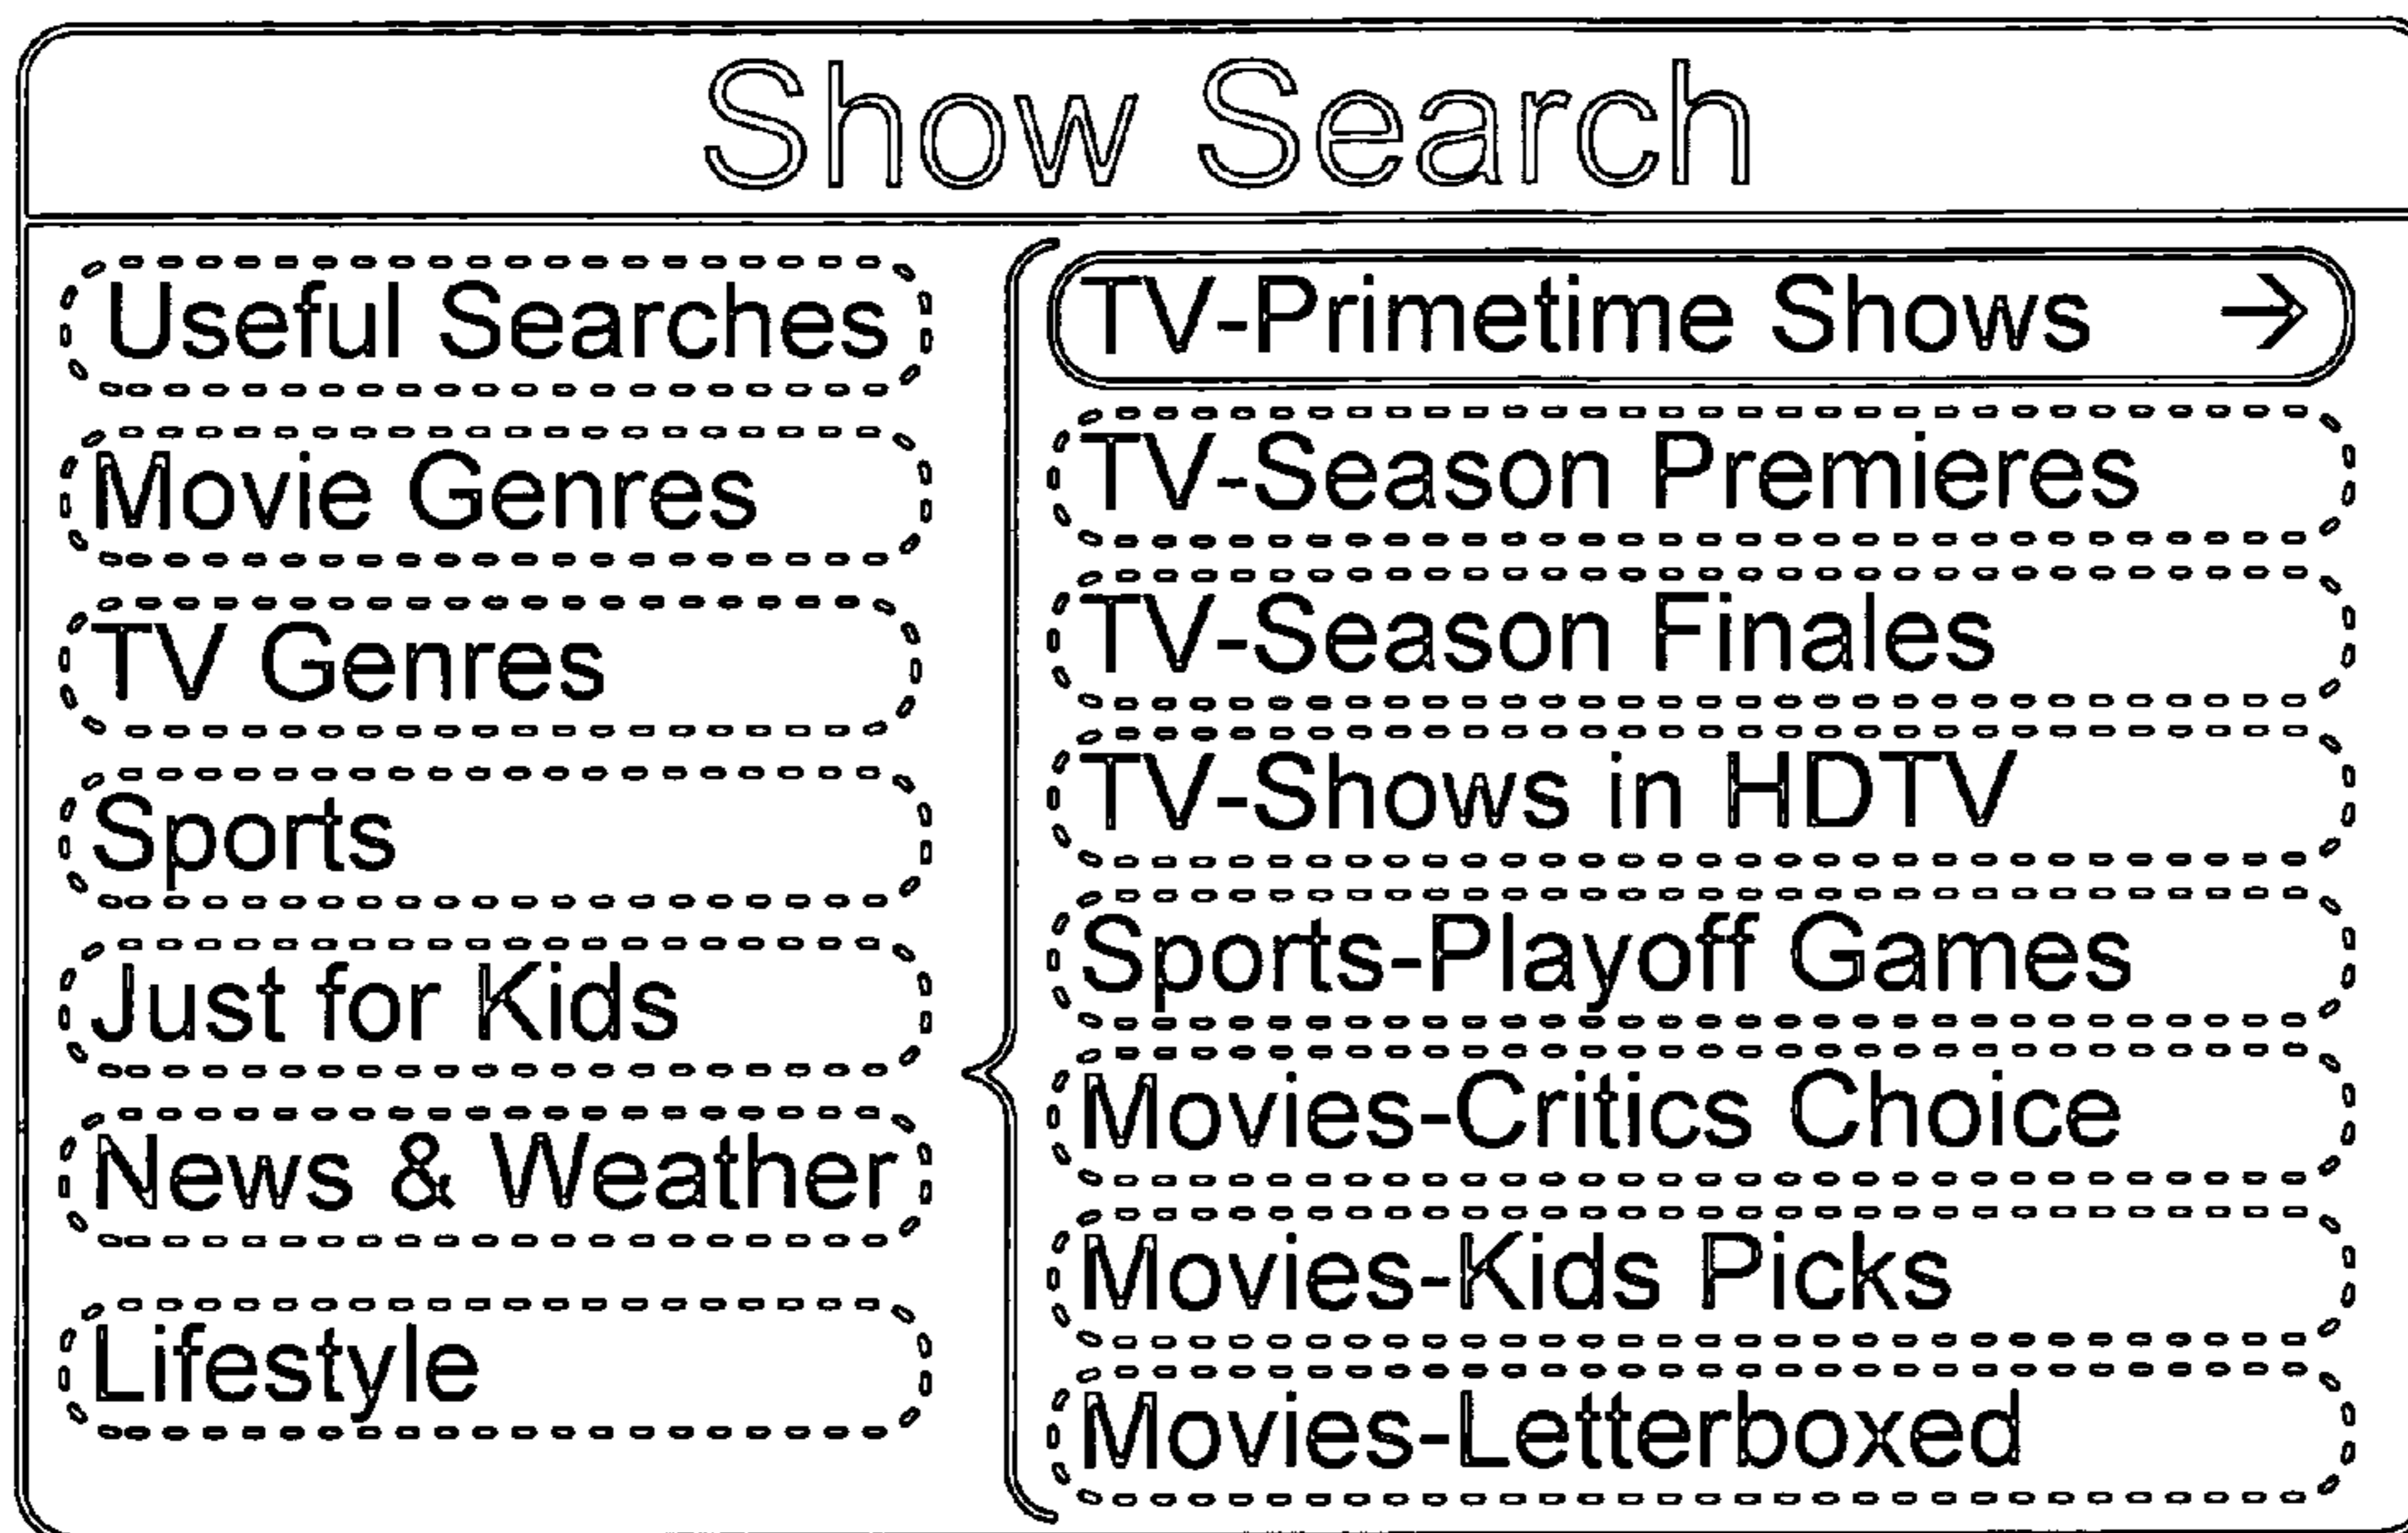 Show Search
Useful Searches
Movie Genres
TV Genres
Sports
Just for Kids
News & Weather
Lifestyle
TV-Primetime Shows →
TV-Season Premieres
TV-Season Finales
TV-Shows in HDTV
Sports-Playoff Games
Movies-Critics Choice
Movies-Kids Picks
Movies-Letterboxed